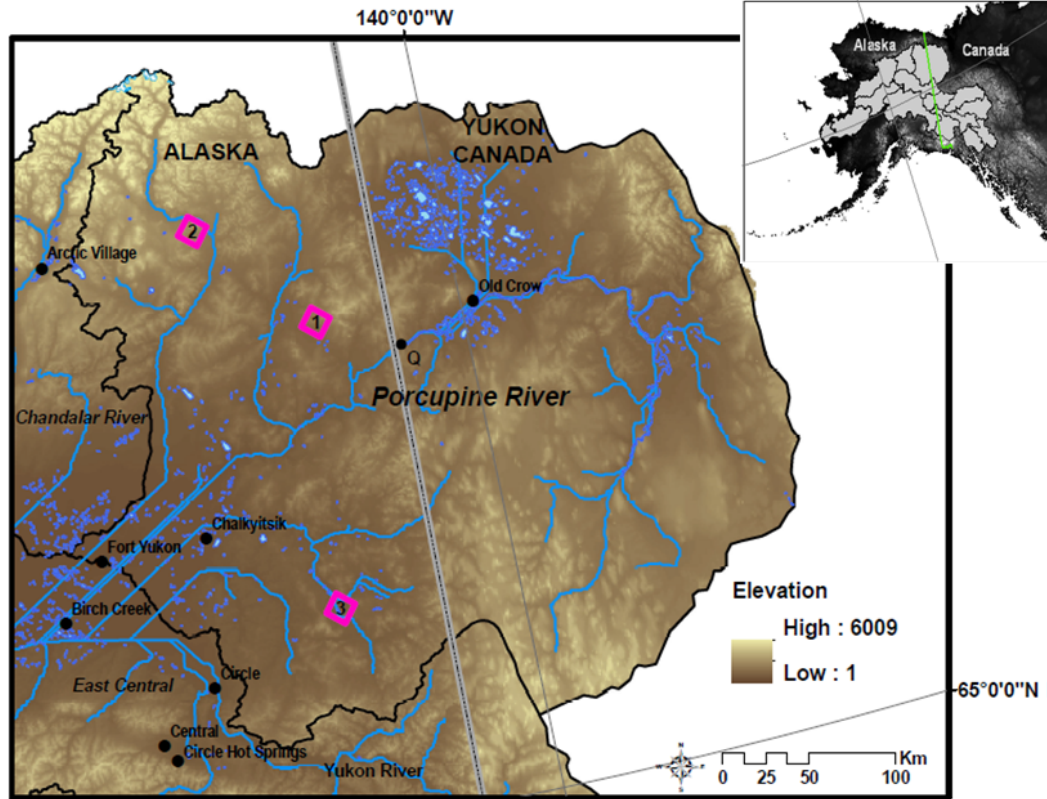 140°0'0"W
Alaska
Canada
YUKON
CANADA
ALASKA
2
Arctic Village
Old Crow
1
Q
Porcupine River
Chandalar River
Chalkyitsik
Fort Yukon
Birch Creek
3
East Central
Circle
Central
Circle Hot Springs
Yukon River
Elevation
High : 6009
Low : 1
65°0'0"N
N
W
E
S
Km
0 25 50 100